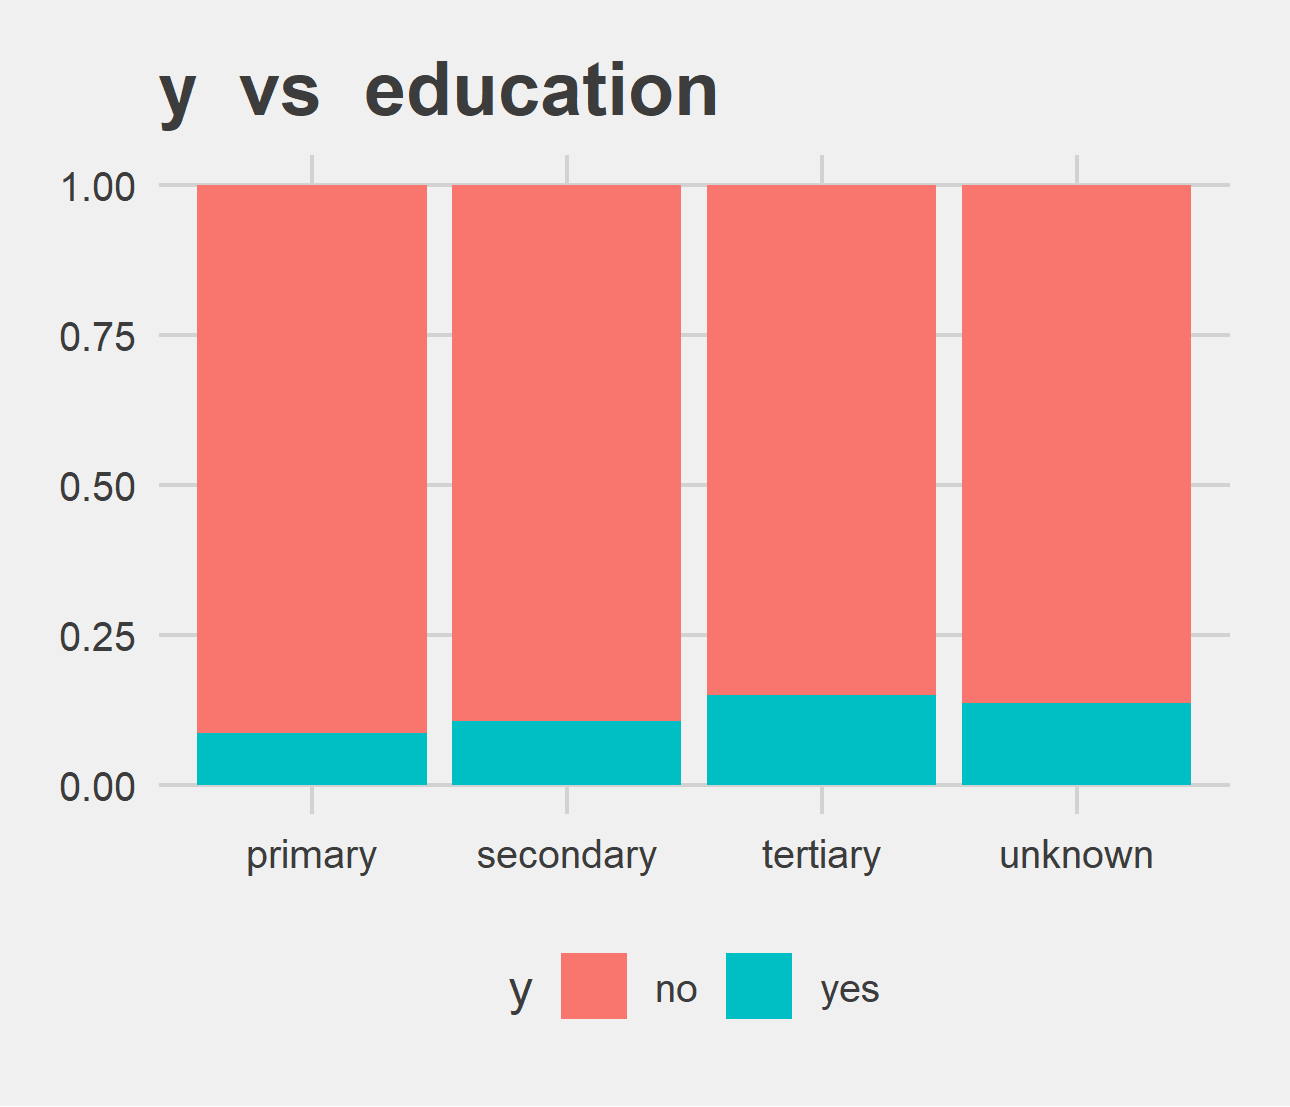 y vs education
1.00
0.75
0.50
0.25
0.00
primary secondary tertiary unknown
y no yes